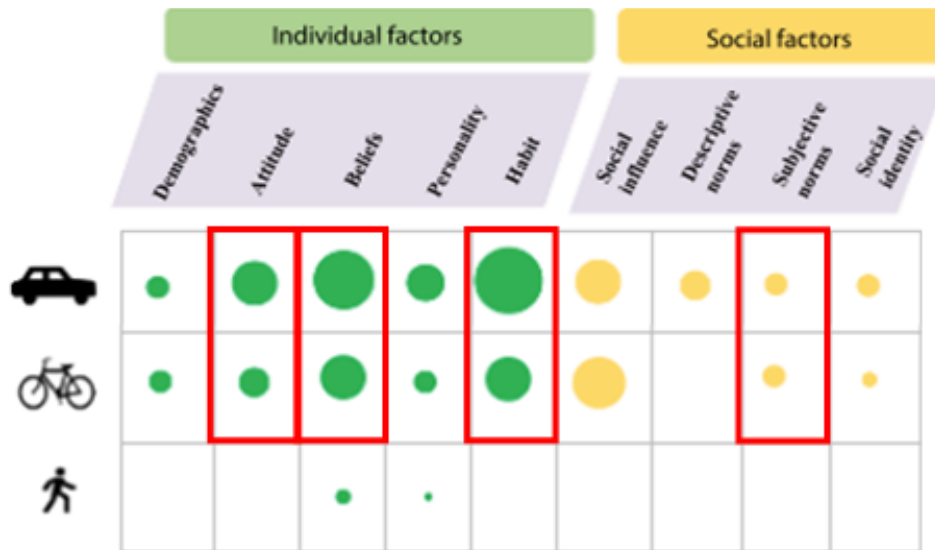 Individual factors
Social factors
Demographics
Attitude
Beliefs
Personality
Habit
Social
influence
Descriptive
norms
Subjective
norms
Social
identity